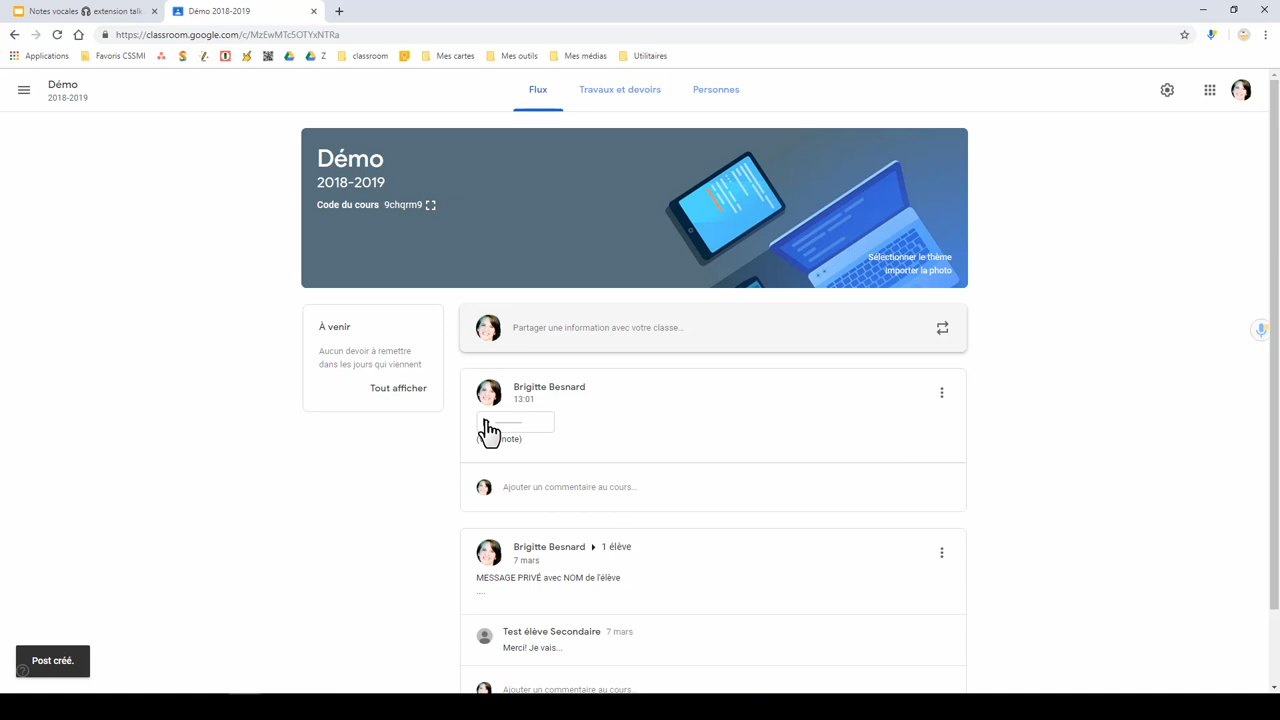 Notes vocales extension talk
Démo 2018-2019
https://classroom.google.com/c/MzEwMTc5OTYxNTRa
Applications
Favoris CSSMI
Z
classroom
Mes cartes
Mes outils
Mes médias
Utilitaires
Démo
2018-2019
Flux
Travaux et devoirs
Personnes
Démo
2018-2019
Code du cours 9chqrm9
Sélectionner le thème
Importer la photo
À venir
Aucun devoir à remettre
dans les jours qui viennent
Tout afficher
Partager une information avec votre classe...
Brigitte Besnard
13:01
note)
Ajouter un commentaire au cours...
Brigitte Besnard 1 élève
7 mars
MESSAGE PRIVÉ avec NOM de l'élève
....
Test élève Secondaire 7 mars
Merci! Je vais...
Ajouter un commentaire au cours...
Post créé.